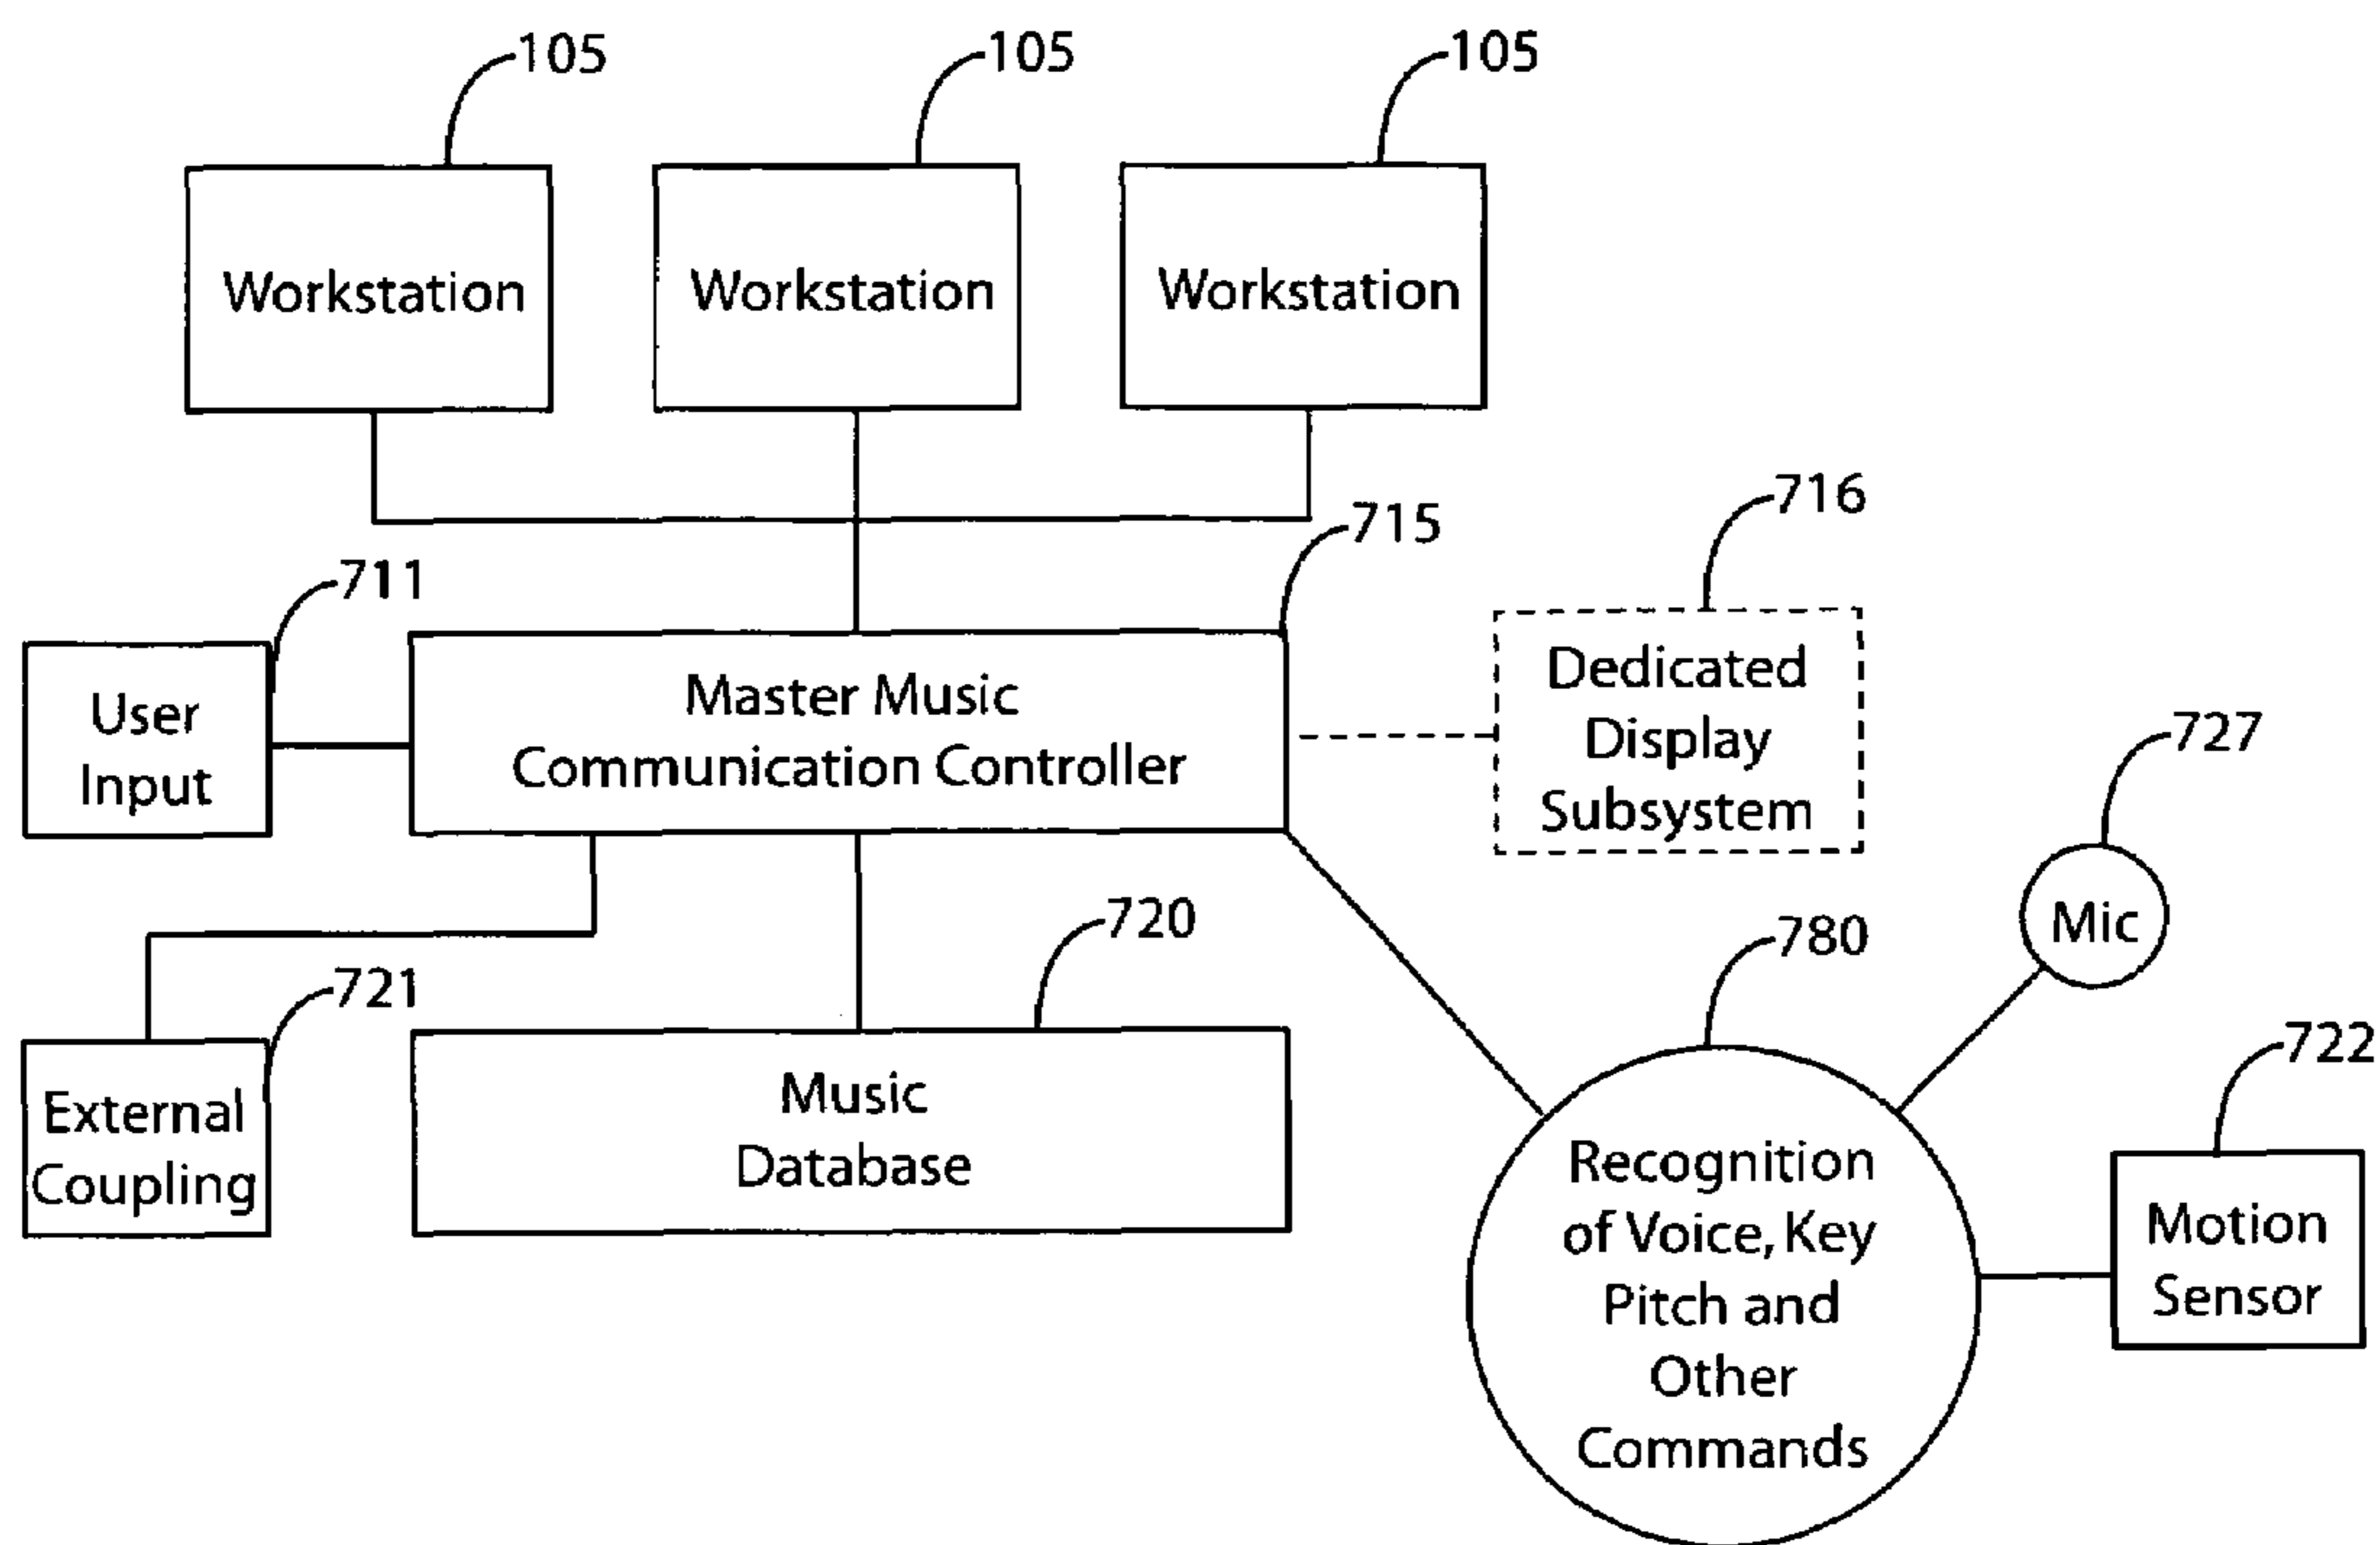 105
105
105
Workstation
Workstation
Workstation
716
715
711
Dedicated
Display
Subsystem
Master Music
Communication Controller
User
Input
727
Mic
720
780
721
722
External
Coupling
Music
Database
Recognition
of Voice, Key
Pitch and
Other
Commands
Motion
Sensor